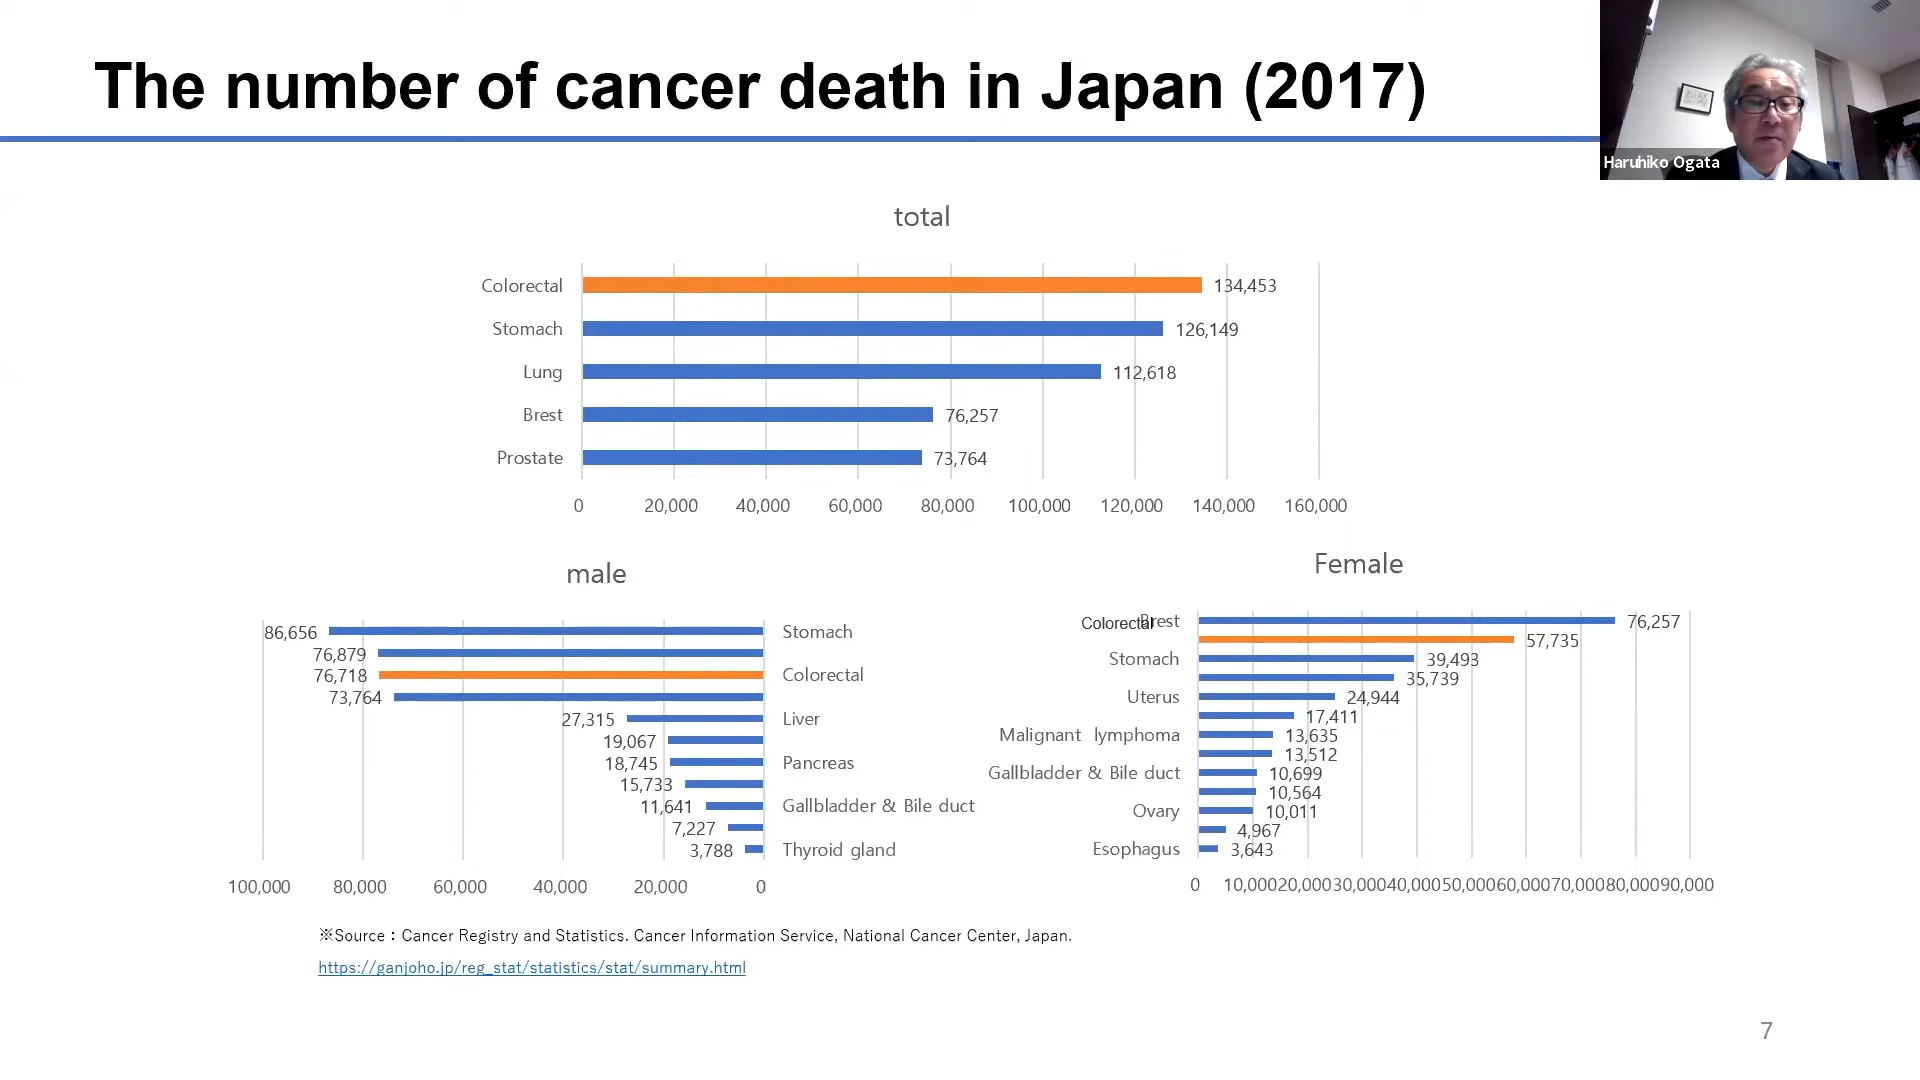 The number of cancer death in Japan (2017)
Haruhiko Ogata
total
Colorectal 134,453
Stomach 126,149
Lung 112,618
Brest 76,257
Prostate 73,764
0 20,000 40,000 60,000 80,000 100,000 120,000 140,000 160,000
male
86,656 Stomach
76,879
76,718 Colorectal
73,764
27,315 Liver
19,067
18,745 Pancreas
15,733
11,641 Gallbladder & Bile duct
7,227
3,788 Thyroid gland
100,000 80,000 60,000 40,000 20,000 0
Female
Brest 76,257
Colorectal 57,735
Stomach 39,493
35,739
Uterus 24,944
17,411
Malignant lymphoma 13,635
13,512
Gallbladder & Bile duct 10,699
10,564
Ovary 10,011
4,967
Esophagus 3,643
0 10,000 20,000 30,000 40,000 50,000 60,000 70,000 80,000 90,000
※Source：Cancer Registry and Statistics. Cancer Information Service, National Cancer Center, Japan.
https://ganjoho.jp/reg_stat/statistics/stat/summary.html
7